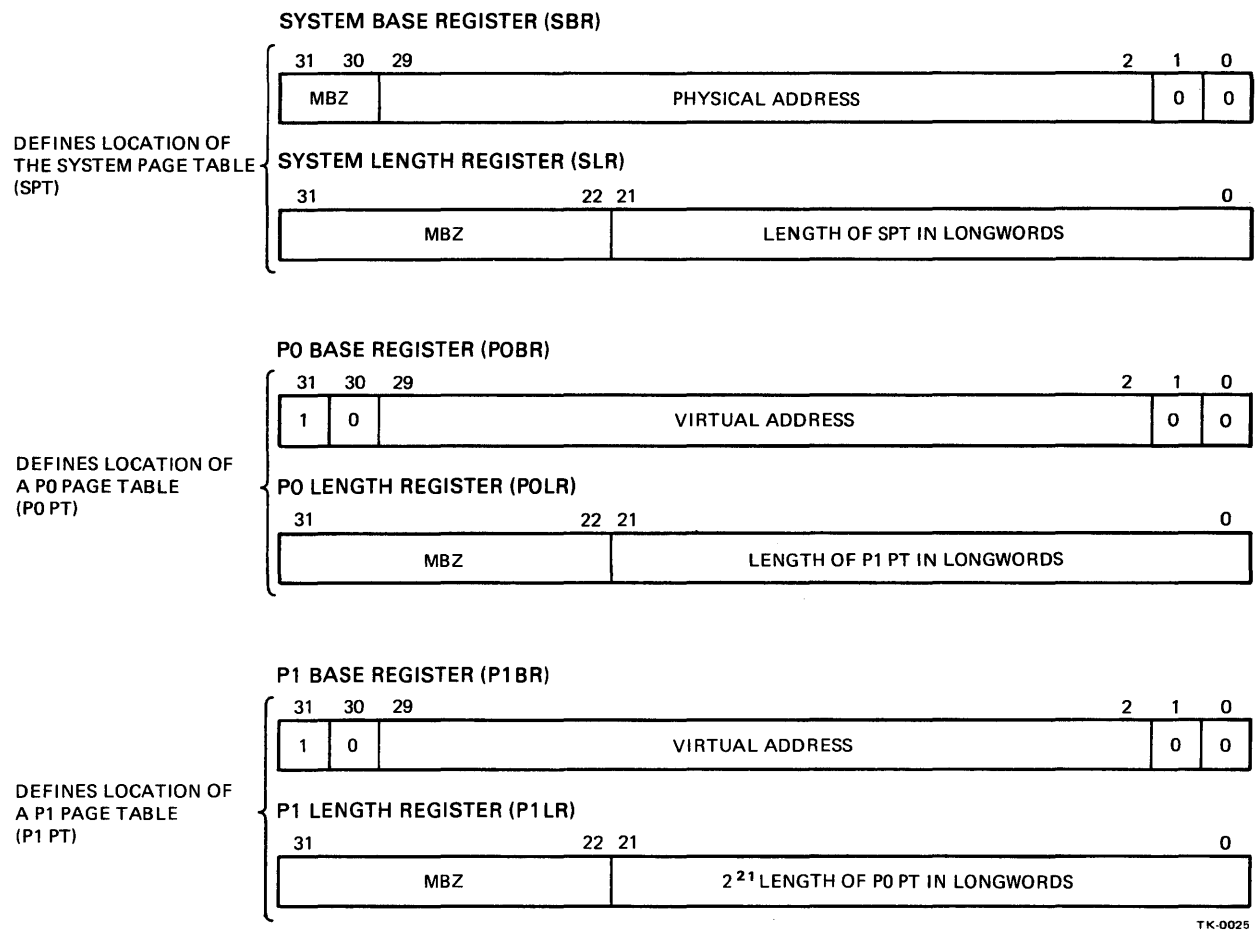 SYSTEM BASE REGISTER (SBR)
31 30 29 2 1 0
MBZ PHYSICAL ADDRESS 0 0
DEFINES LOCATION OF
THE SYSTEM PAGE TABLE
(SPT)
SYSTEM LENGTH REGISTER (SLR)
31 22 21 0
MBZ LENGTH OF SPT IN LONGWORDS
P0 BASE REGISTER (P0BR)
31 30 29 2 1 0
1 0 VIRTUAL ADDRESS 0 0
DEFINES LOCATION OF
A P0 PAGE TABLE
(P0 PT)
P0 LENGTH REGISTER (P0LR)
31 22 21 0
MBZ LENGTH OF P1 PT IN LONGWORDS
P1 BASE REGISTER (P1BR)
31 30 29 2 1 0
1 0 VIRTUAL ADDRESS 0 0
DEFINES LOCATION OF
A P1 PAGE TABLE
(P1 PT)
P1 LENGTH REGISTER (P1LR)
31 22 21 0
MBZ 2²¹ LENGTH OF P0 PT IN LONGWORDS
TK-0025